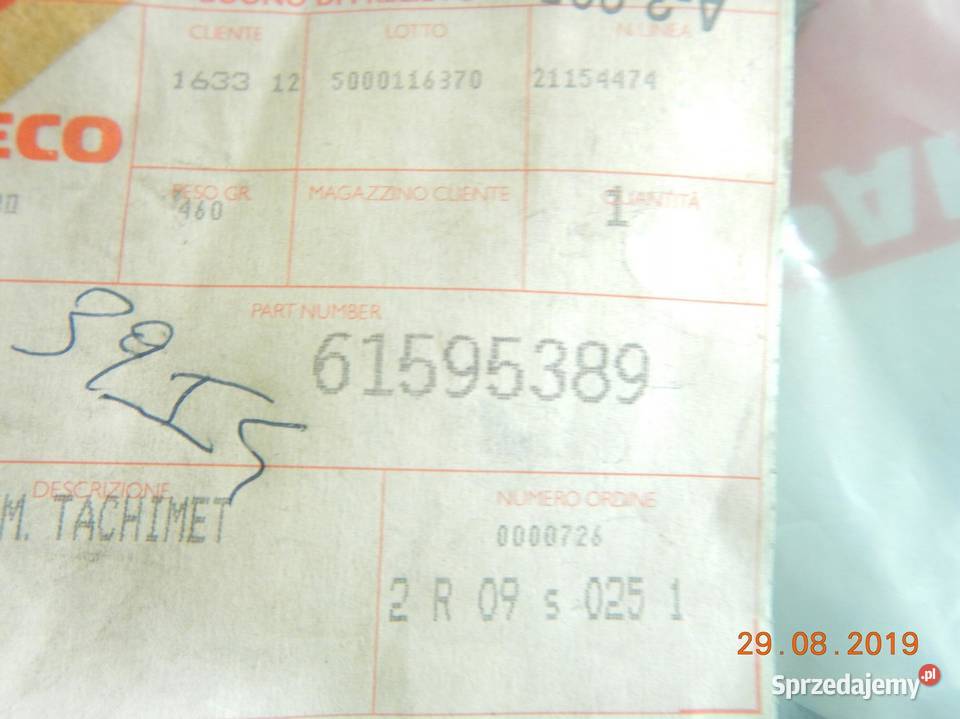 CLIENTE LOTTO N. LINEA
1633 12 5000116370 21154474
ECO
PESO GR. MAGAZZINO CLIENTE QUANTITÀ
460 1
PART NUMBER
61595389
DESCRIZIONE NUMERO ORDINE
M. TACHIMET
0000726
2 R 09 s 025 1
29.08.2019
Sprzedajemy.pl